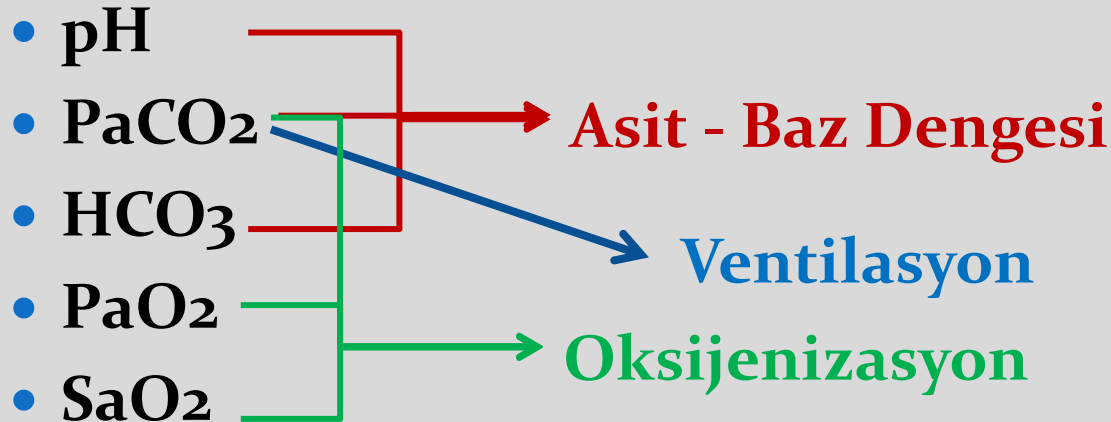 • pH
• PaCO2
Asit - Baz Dengesi
• HCO3
Ventilasyon
• PaO2
Oksijenizasyon
• SaO2